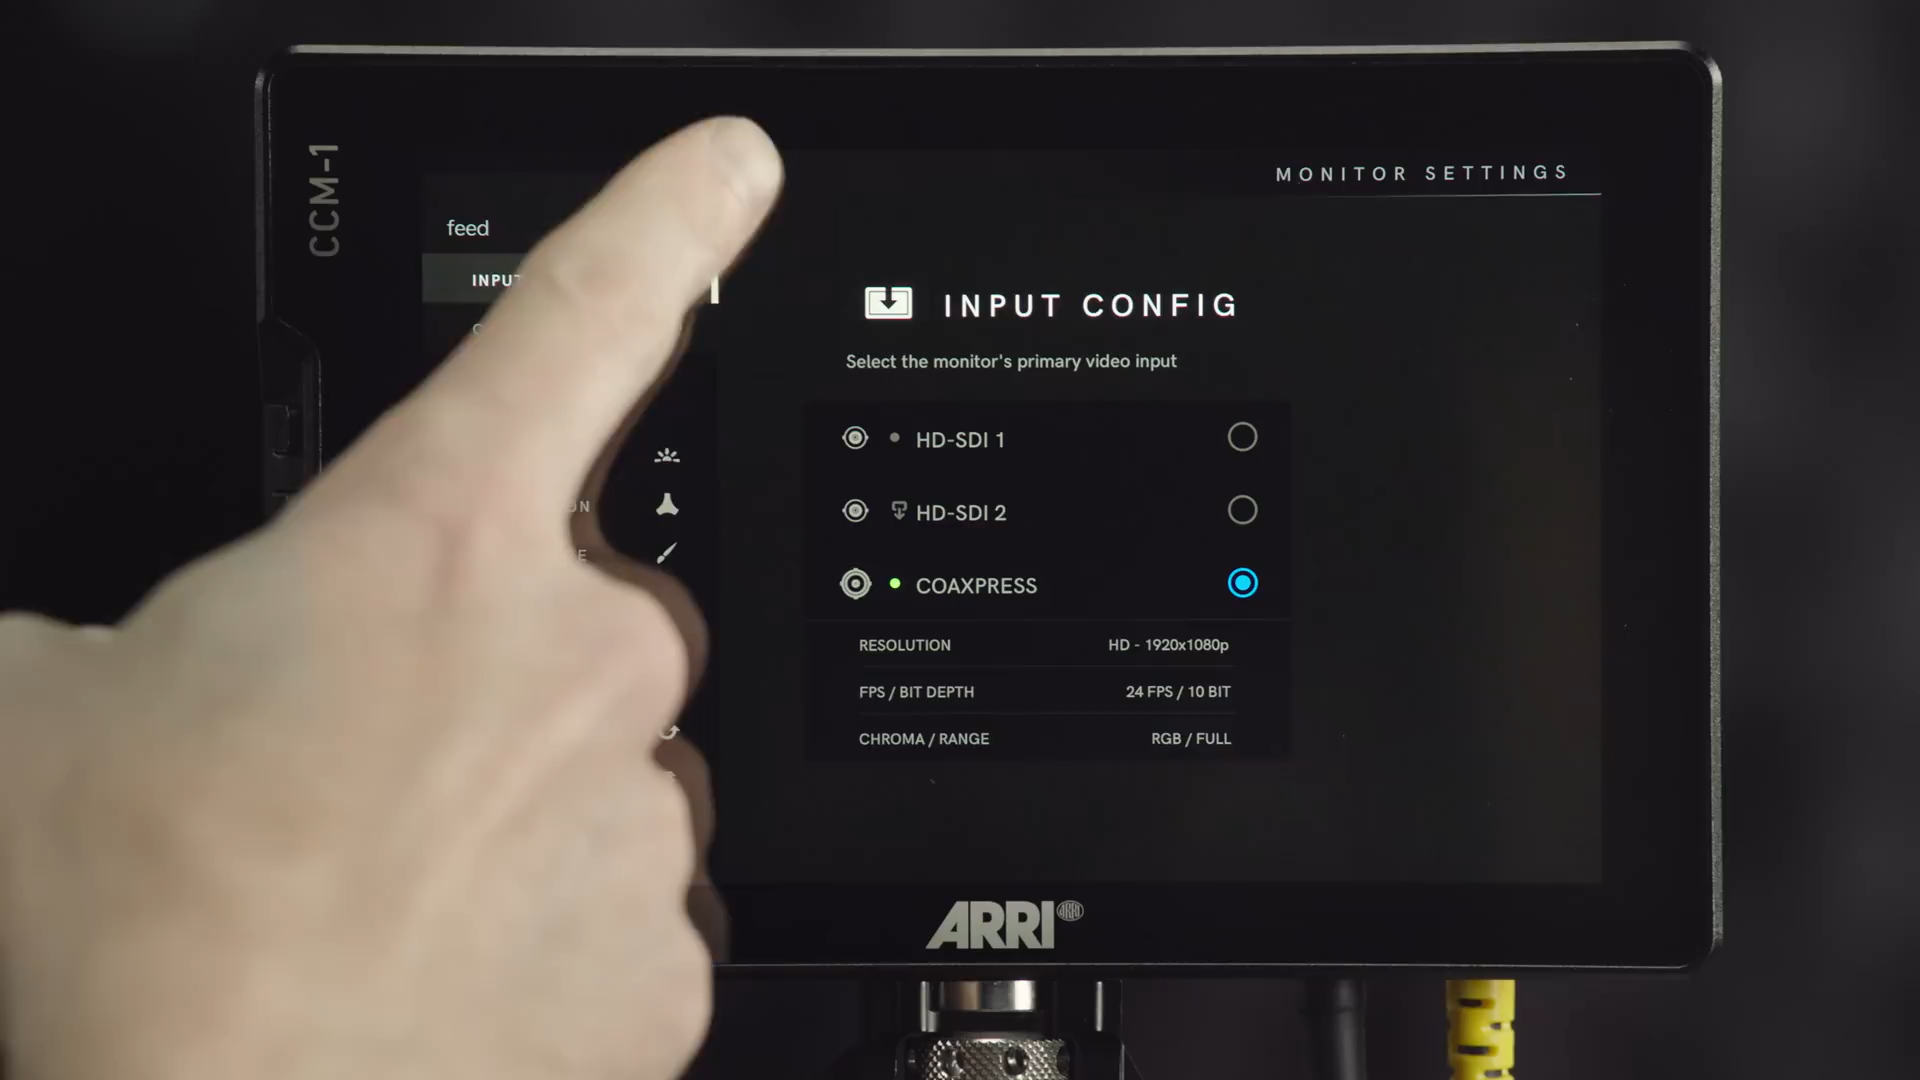 CCM-1
MONITOR SETTINGS
feed
INPUT CONFIG
Select the monitor's primary video input
HD-SDI 1
HD-SDI 2
COAXPRESS
RESOLUTION HD - 1920x1080p
FPS / BIT DEPTH 24 FPS / 10 BIT
CHROMA / RANGE RGB / FULL
ARRI